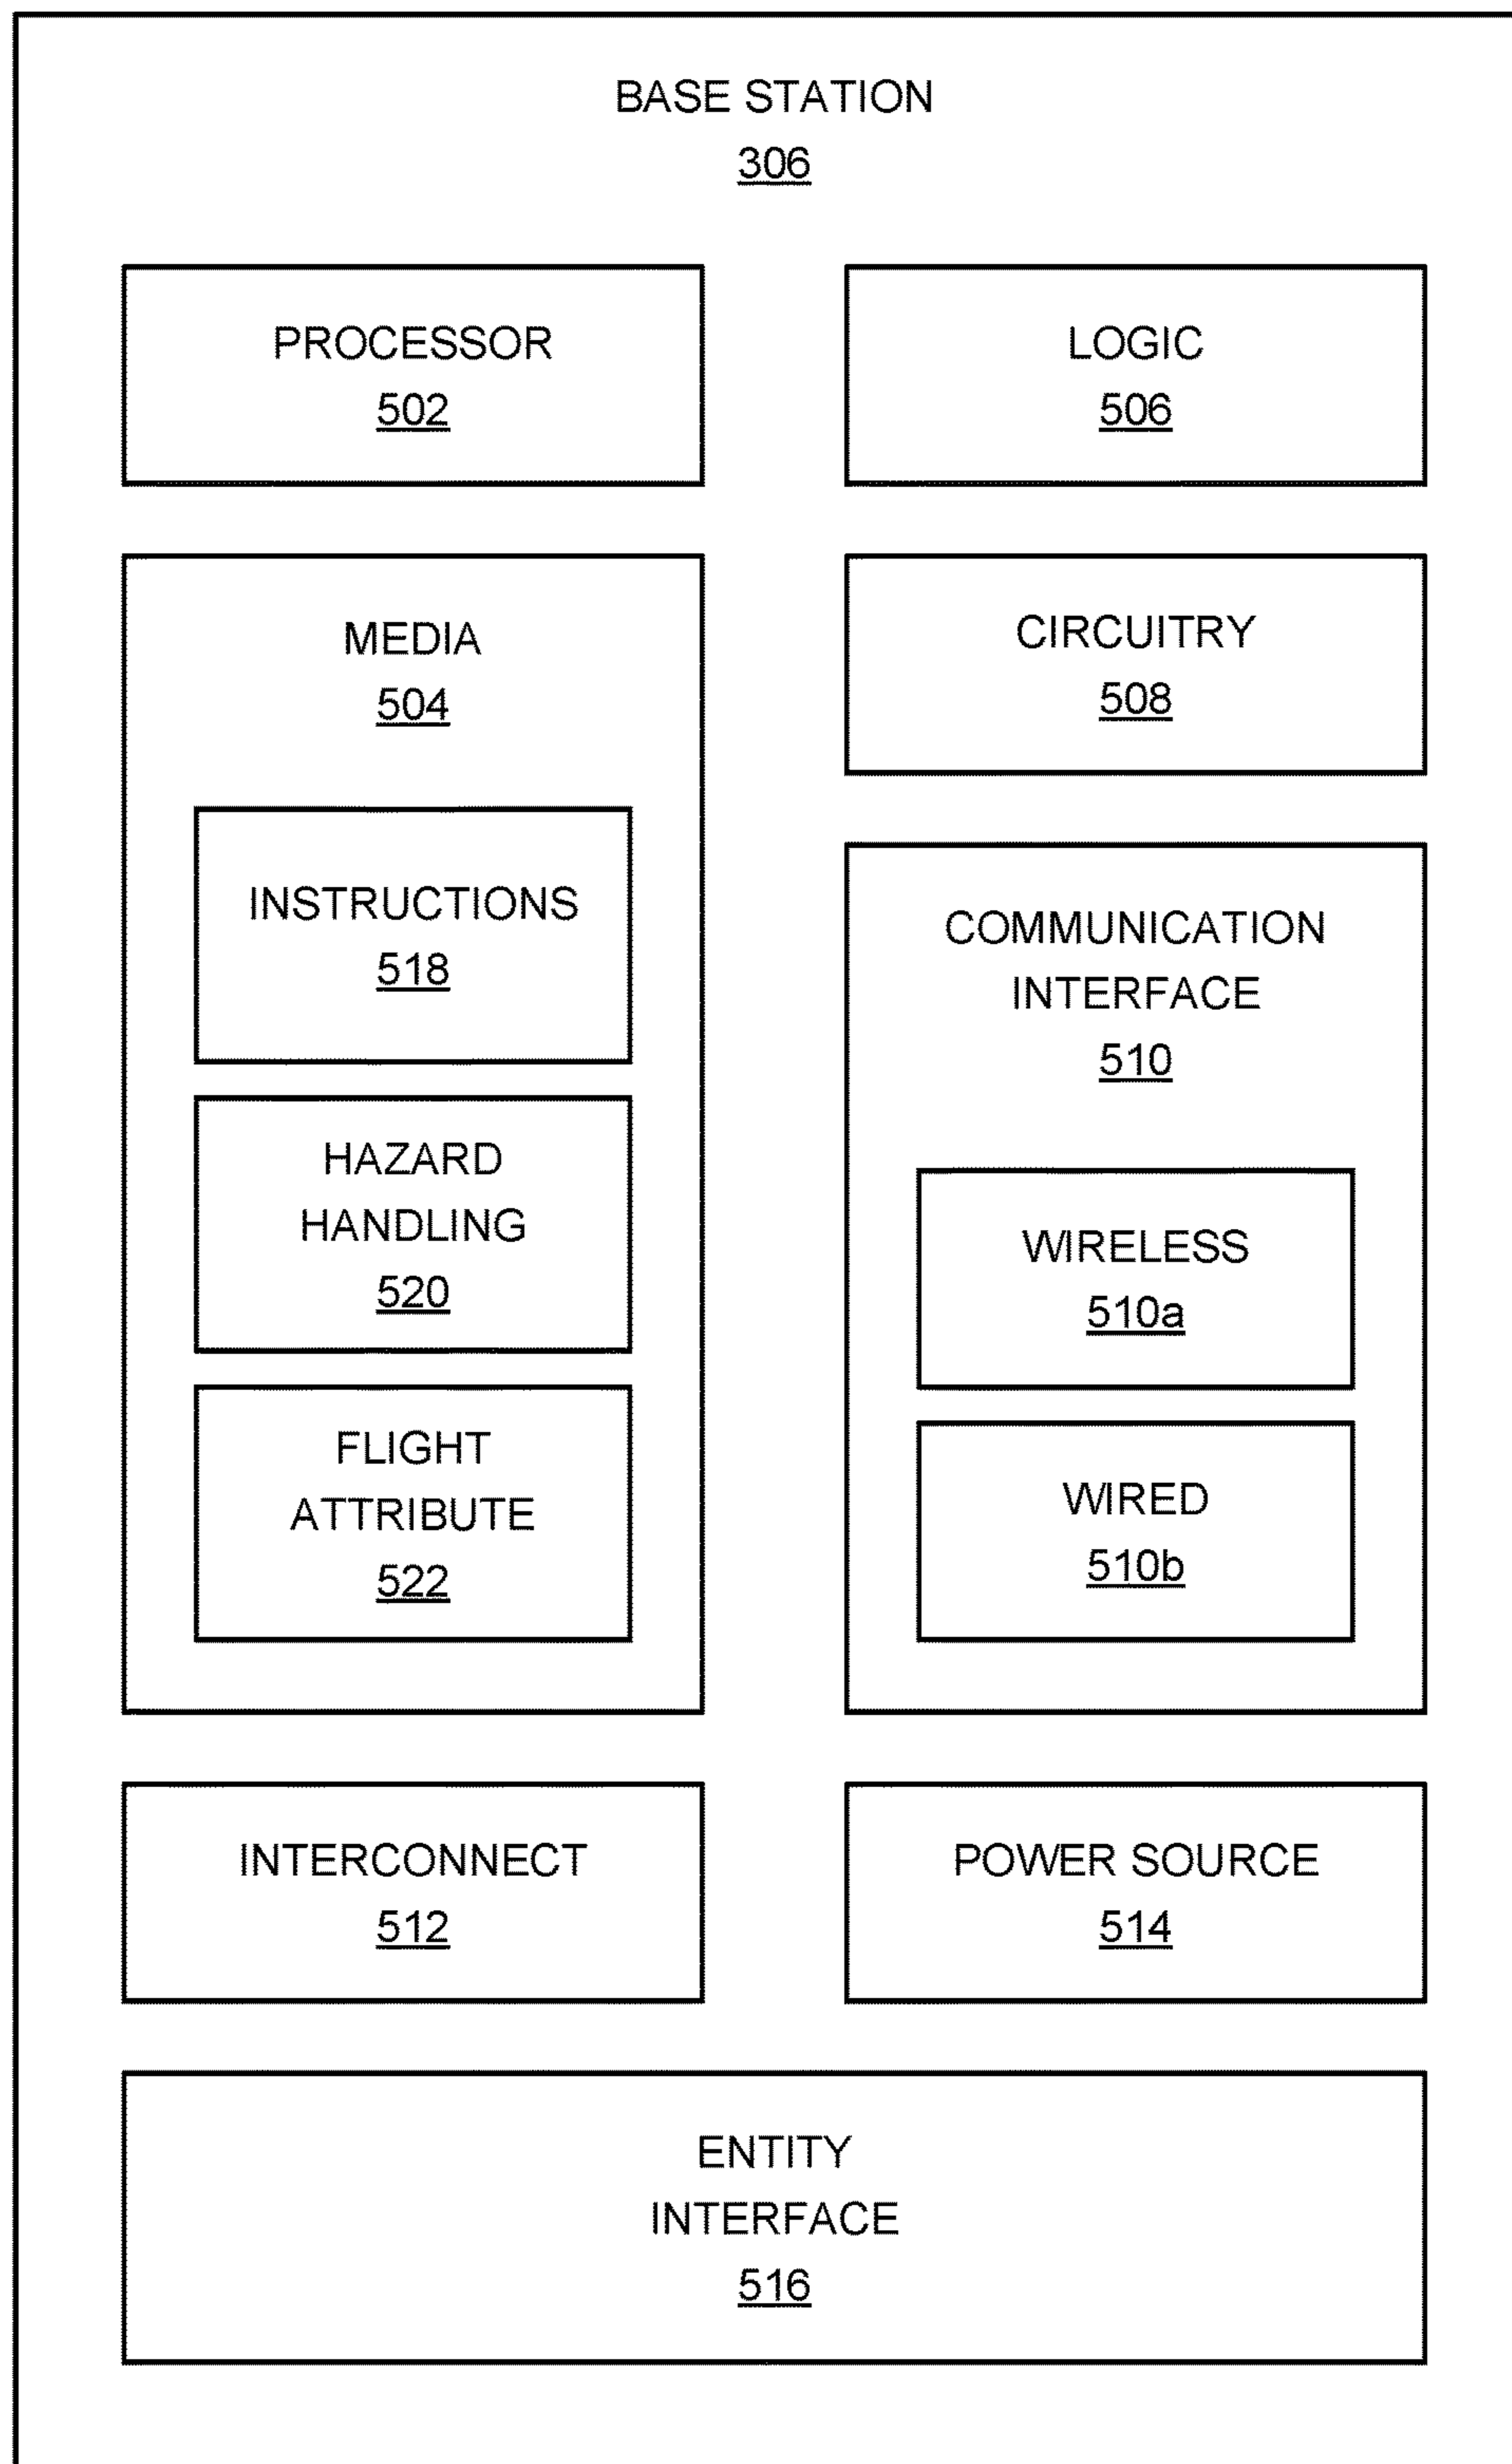 BASE STATION
306
PROCESSOR
502
LOGIC
506
MEDIA
504
INSTRUCTIONS
518
HAZARD
HANDLING
520
FLIGHT
ATTRIBUTE
522
CIRCUITRY
508
COMMUNICATION
INTERFACE
510
WIRELESS
510a
WIRED
510b
INTERCONNECT
512
POWER SOURCE
514
ENTITY
INTERFACE
516